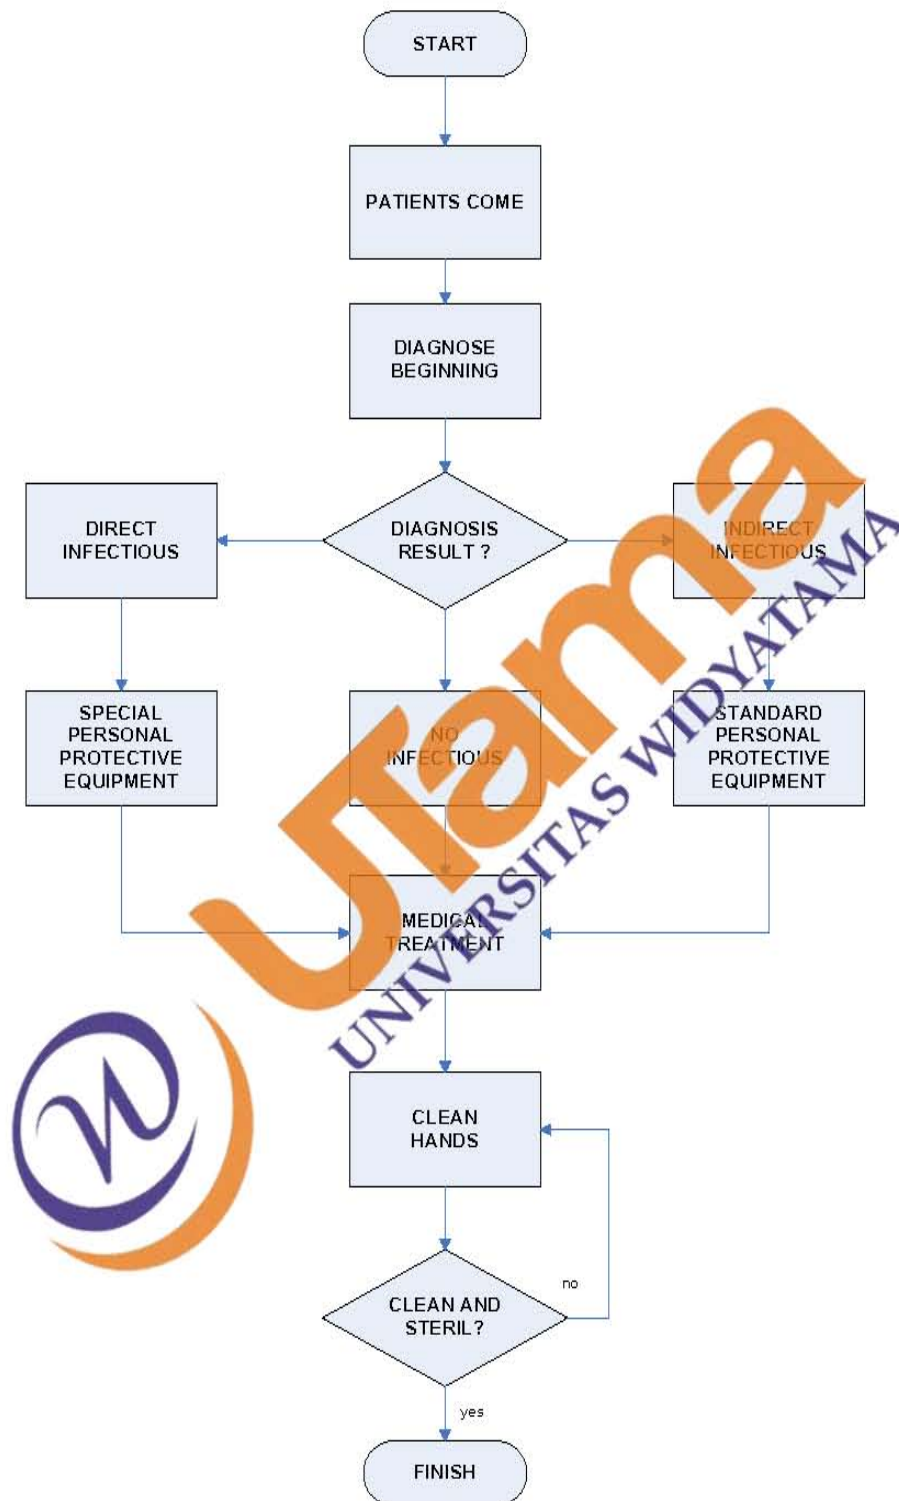 START
PATIENTS COME
DIAGNOSE
BEGINNING
DIRECT
INFECTIOUS
DIAGNOSIS
RESULT ?
INDIRECT
INFECTIOUS
SPECIAL
PERSONAL
PROTECTIVE
EQUIPMENT
NO
INFECTIOUS
STANDARD
PERSONAL
PROTECTIVE
EQUIPMENT
MEDICAL
TREATMENT
CLEAN
HANDS
CLEAN AND
STERIL?
no
yes
FINISH
UTama
UNIVERSITAS WIDYATAMA